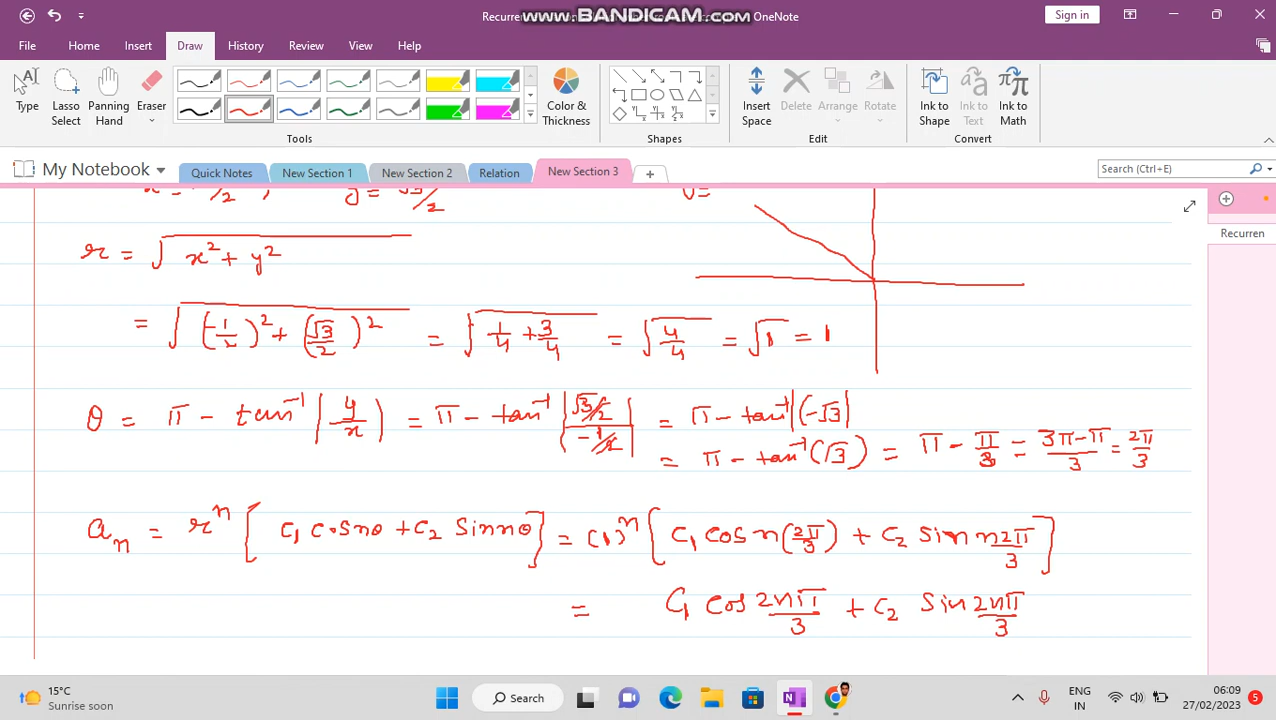 Recurren www.BANDICAM.com OneNote
Sign in
File Home Insert Draw History Review View Help
Type Lasso Select Panning Hand Eraser Color & Thickness Insert Space Delete Arrange Rotate Ink to Shape Ink to Text Ink to Math
Tools Shapes Edit Convert
My Notebook Quick Notes New Section 1 New Section 2 Relation New Section 3 Search (Ctrl+E)
Recurren
r = √(x² + y²)
= √((-1/2)² + (√3/2)²) = √(1/4 + 3/4) = √(4/4) = √1 = 1
θ = π - tan⁻¹|y/x| = π - tan⁻¹|(√3/2)/(-1/2)| = π - tan⁻¹|(-√3)|
= π - tan⁻¹(√3) = π - π/3 = (3π-π)/3 = 2π/3
aₙ = rⁿ [c₁ cos nθ + c₂ Sin nθ] = (1)ⁿ [c₁ cos n(2π/3) + c₂ Sin n2π/3]
= c₁ cos 2nπ/3 + c₂ Sin 2nπ/3
15°C
Sunrise soon
Search
ENG
IN
06:09
27/02/2023
5